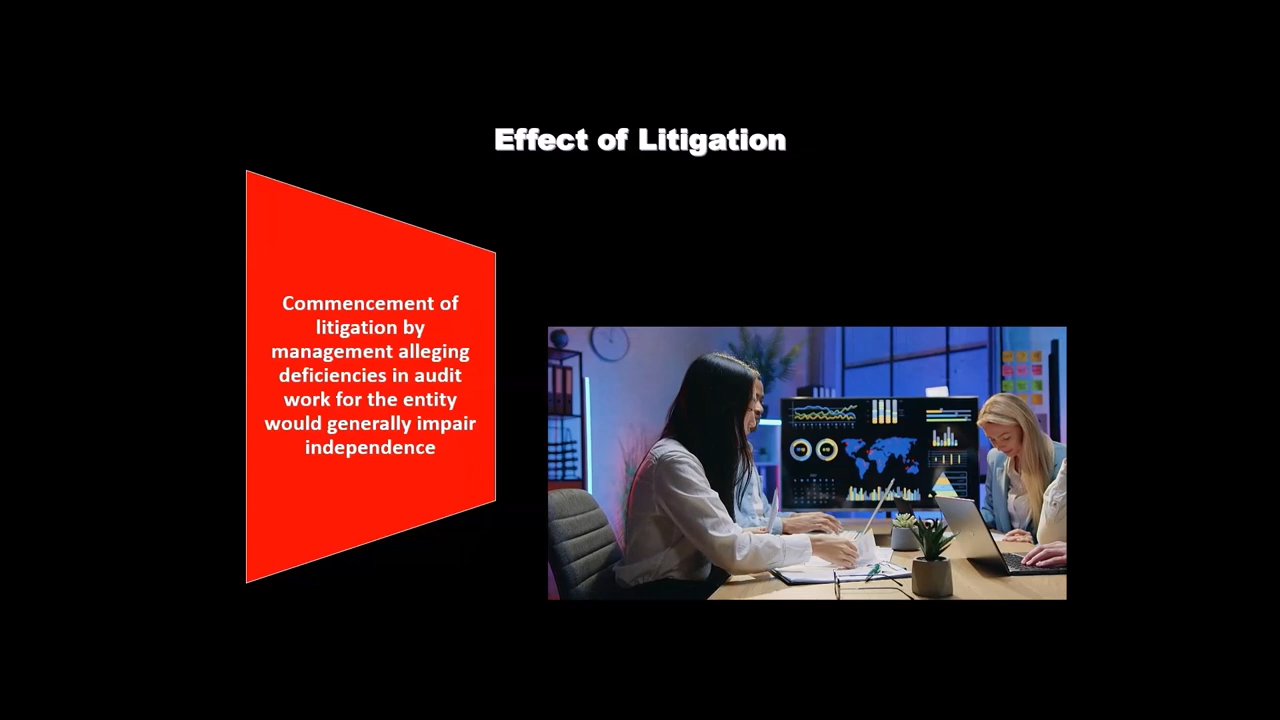 Effect of Litigation
Commencement of
litigation by
management alleging
deficiencies in audit
work for the entity
would generally impair
independence